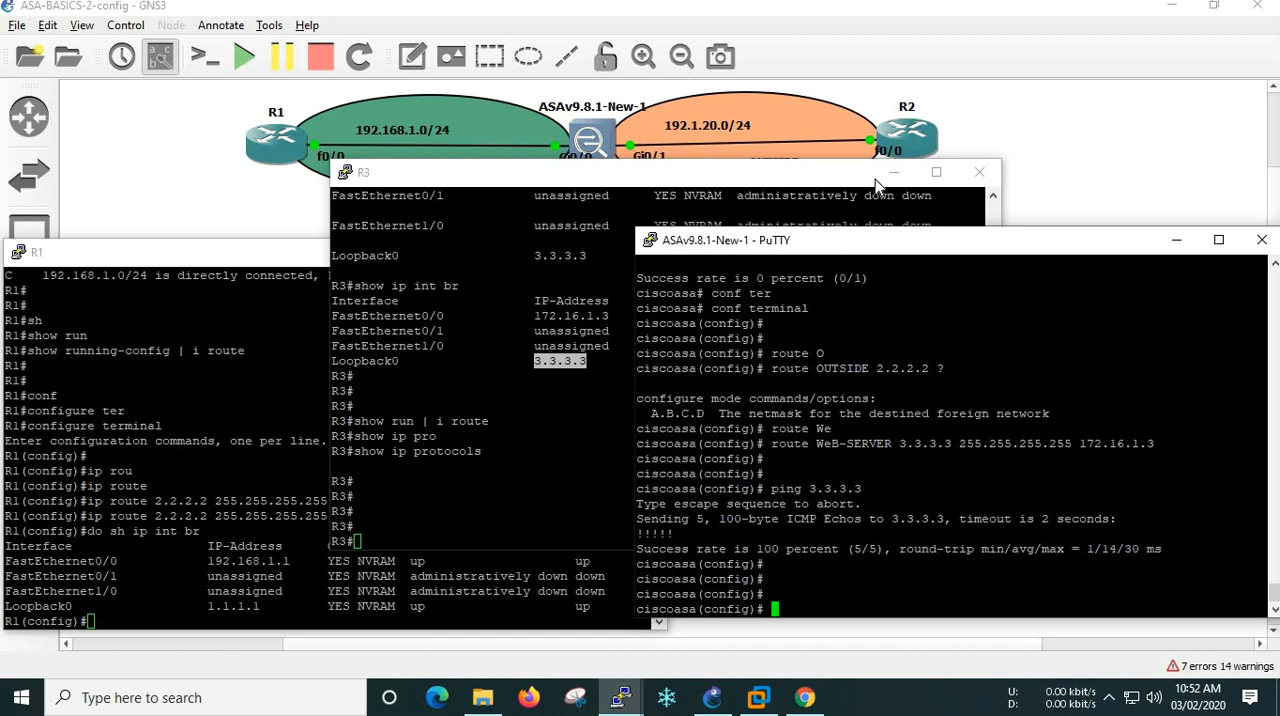 ASA-BASICS-2-config - GNS3
File Edit View Control Node Annotate Tools Help
R1
ASAv9.8.1-New-1
R2
192.168.1.0/24
192.1.20.0/24
f0/0
Gi0/1
f0/0
R3
FastEthernet0/1 unassigned YES NVRAM administratively down down
FastEthernet1/0 unassigned YES NVRAM administratively down down
Loopback0 3.3.3.3
R3#show ip int br
Interface IP-Address
FastEthernet0/0 172.16.1.3
FastEthernet0/1 unassigned
FastEthernet1/0 unassigned
Loopback0 3.3.3.3
R3#
R3#
R3#
R3#show run | i route
R3#show ip pro
R3#show ip protocols
R3#
R3#
R3#
R3#
R3#
R1
C 192.168.1.0/24 is directly connected,
R1#
R1#
R1#sh
R1#show run
R1#show running-config | i route
R1#
R1#
R1#conf
R1#configure ter
R1#configure terminal
Enter configuration commands, one per line.
R1(config)#
R1(config)#ip rou
R1(config)#ip route
R1(config)#ip route 2.2.2.2 255.255.255.255
R1(config)#ip route 2.2.2.2 255.255.255.255
R1(config)#do sh ip int br
Interface IP-Address
FastEthernet0/0 192.168.1.1 YES NVRAM up up
FastEthernet0/1 unassigned YES NVRAM administratively down down
FastEthernet1/0 unassigned YES NVRAM administratively down down
Loopback0 1.1.1.1 YES NVRAM up up
R1(config)#
ASAv9.8.1-New-1 - PuTTY
Success rate is 0 percent (0/1)
ciscoasa# conf ter
ciscoasa# conf terminal
ciscoasa(config)#
ciscoasa(config)#
ciscoasa(config)# route O
ciscoasa(config)# route OUTSIDE 2.2.2.2 ?
configure mode commands/options:
A.B.C.D The netmask for the destined foreign network
ciscoasa(config)# route We
ciscoasa(config)# route WeB-SERVER 3.3.3.3 255.255.255.255 172.16.1.3
ciscoasa(config)#
ciscoasa(config)#
ciscoasa(config)# ping 3.3.3.3
Type escape sequence to abort.
Sending 5, 100-byte ICMP Echos to 3.3.3.3, timeout is 2 seconds:
!!!!!
Success rate is 100 percent (5/5), round-trip min/avg/max = 1/14/30 ms
ciscoasa(config)#
ciscoasa(config)#
ciscoasa(config)#
ciscoasa(config)#
7 errors 14 warnings
Type here to search
U: 0.00 kbit/s
D: 0.00 kbit/s
10:52 AM
03/02/2020